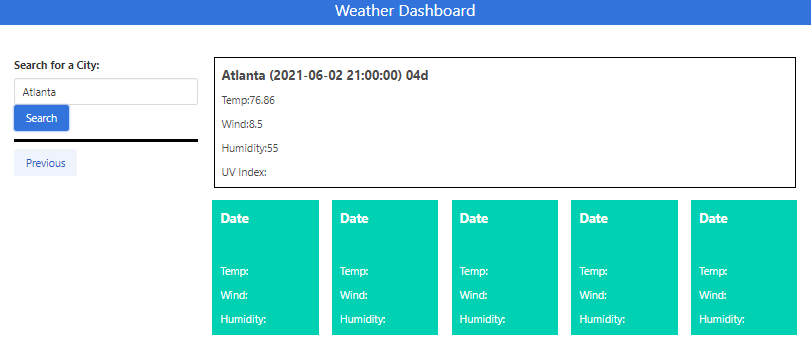 Weather Dashboard
Search for a City:
Atlanta
Search
Previous
Atlanta (2021-06-02 21:00:00) 04d
Temp:76.86
Wind:8.5
Humidity:55
UV Index:
Date
Temp:
Wind:
Humidity:
Date
Temp:
Wind:
Humidity:
Date
Temp:
Wind:
Humidity:
Date
Temp:
Wind:
Humidity:
Date
Temp:
Wind:
Humidity: